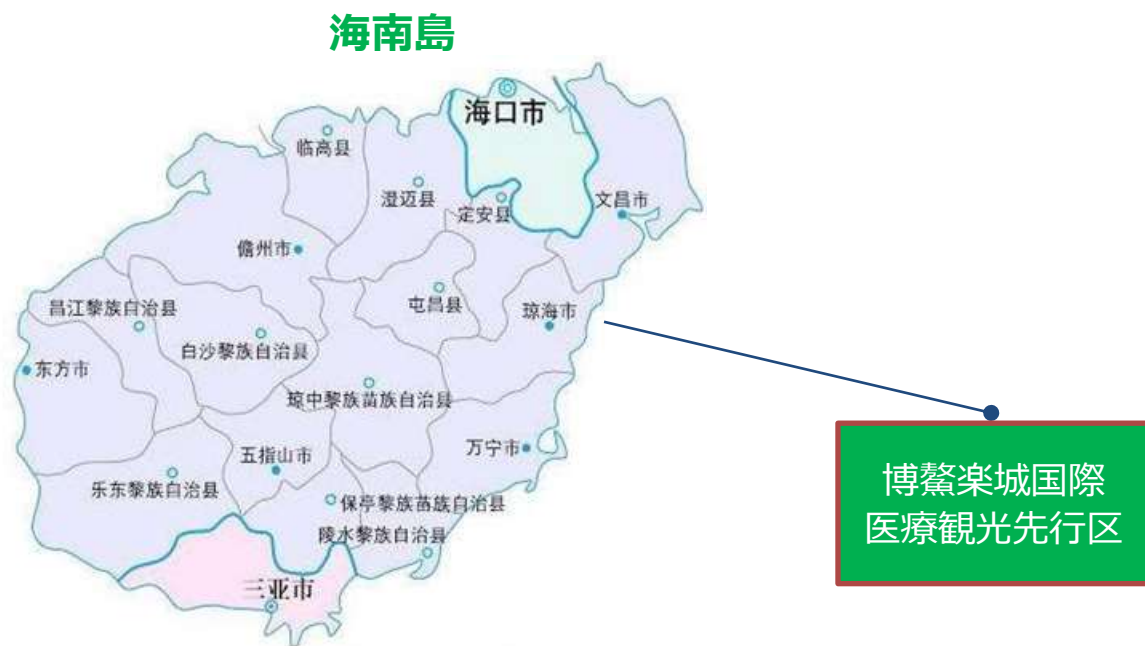 海南島
海口市
临高县
澄迈县
定安县
文昌市
儋州市
屯昌县
琼海市
昌江黎族自治县
白沙黎族自治县
东方市
琼中黎族苗族自治县
万宁市
五指山市
乐东黎族自治县
保亭黎族苗族自治县
陵水黎族自治县
三亚市
博鰲楽城国際
医療観光先行区